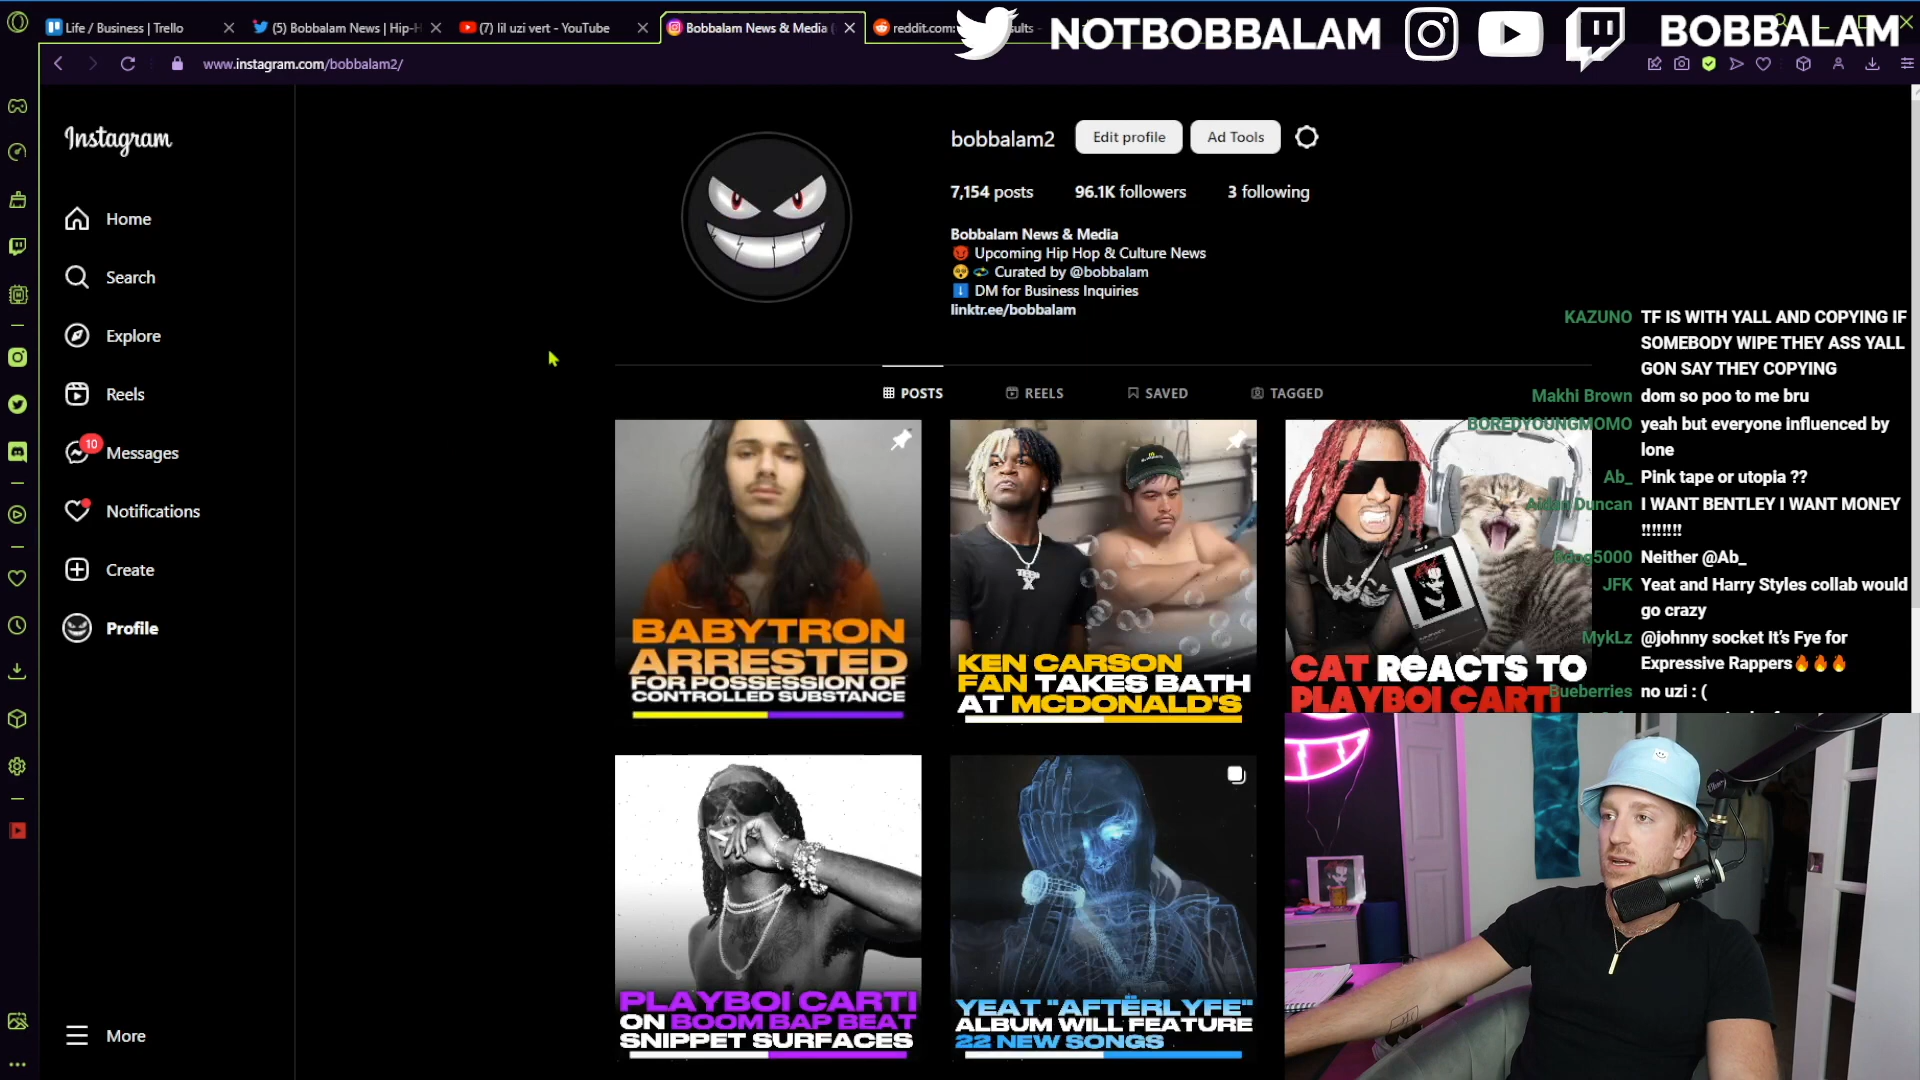 Life / Business | Trello
(5) Bobbalam News | Hip-H
(7) lil uzi vert - YouTube
Bobbalam News & Media (
reddit.com:
NOTBOBBALAM
BOBBALAM
www.instagram.com/bobbalam2/
Instagram
Home
Search
Explore
Reels
10
Messages
Notifications
Create
Profile
More
bobbalam2
Edit profile
Ad Tools
7,154 posts
96.1K followers
3 following
Bobbalam News & Media
Upcoming Hip Hop & Culture News
Curated by @bobbalam
DM for Business Inquiries
linktr.ee/bobbalam
POSTS
REELS
SAVED
TAGGED
BABYTRON
ARRESTED
FOR POSSESSION OF
CONTROLLED SUBSTANCE
KEN CARSON
FAN TAKES BATH
AT MCDONALD'S
CAT REACTS TO
PLAYBOI CARTI
PLAYBOI CARTI
ON BOOM BAP BEAT
SNIPPET SURFACES
YEAT "AFTËRLYFE"
ALBUM WILL FEATURE
22 NEW SONGS
KAZUNO TF IS WITH YALL AND COPYING IF
SOMEBODY WIPE THEY ASS YALL
GON SAY THEY COPYING
Makhi Brown dom so poo to me bru
BOREDYOUNGMOMO yeah but everyone influenced by
lone
Ab_ Pink tape or utopia ??
Duncan I WANT BENTLEY I WANT MONEY
!!!!!!!!
Neither @Ab_
JFK Yeat and Harry Styles collab would
go crazy
MykLz @johnny socket It's Fye for
Expressive Rappers🔥🔥🔥
Bueberries no uzi : (